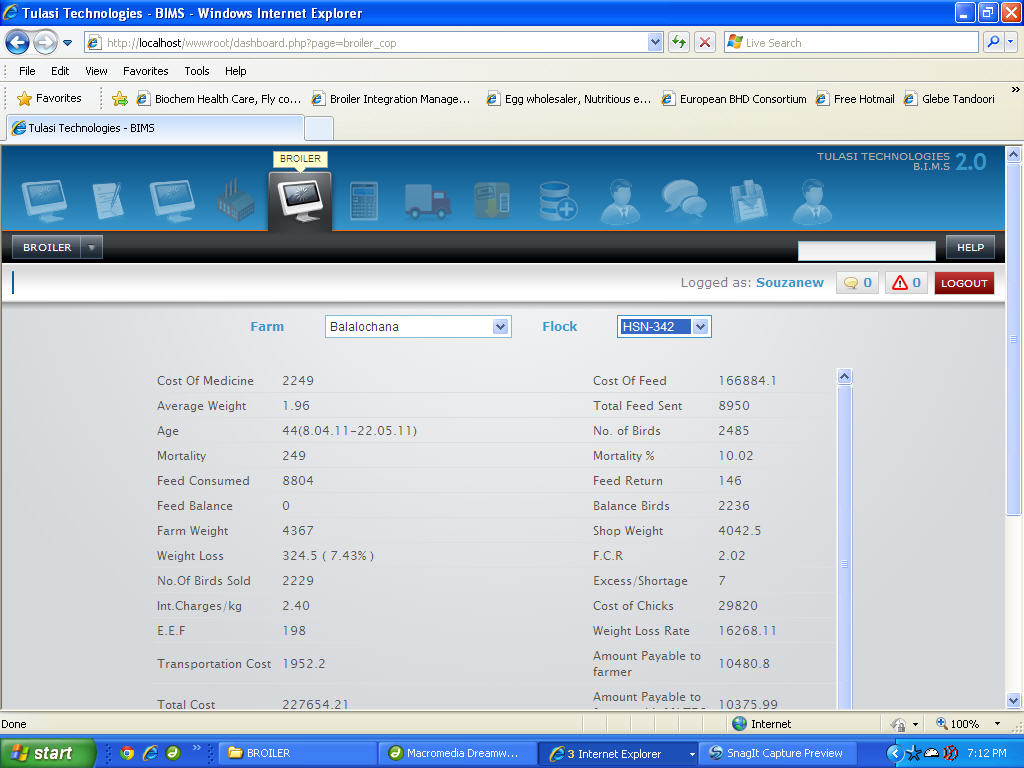 Tulasi Technologies - BIMS - Windows Internet Explorer
http://localhost/wwwroot/dashboard.php?page=broiler_cop
Live Search
File Edit View Favorites Tools Help
Favorites Biochem Health Care, Fly co... Broiler Integration Manage... Egg wholesaler, Nutritious e... European BHD Consortium Free Hotmail Glebe Tandoori
Tulasi Technologies - BIMS
BROILER
TULASI TECHNOLOGIES
B.I.M.S 2.0
BROILER HELP
Logged as: Souzanew 0 0 LOGOUT
Farm Balalochana Flock HSN-342
Cost Of Medicine 2249 Cost Of Feed 166884.1
Average Weight 1.96 Total Feed Sent 8950
Age 44(8.04.11-22.05.11) No. of Birds 2485
Mortality 249 Mortality % 10.02
Feed Consumed 8804 Feed Return 146
Feed Balance 0 Balance Birds 2236
Farm Weight 4367 Shop Weight 4042.5
Weight Loss 324.5 ( 7.43% ) F.C.R 2.02
No.Of Birds Sold 2229 Excess/Shortage 7
Int.Charges/kg 2.40 Cost of Chicks 29820
E.E.F 198 Weight Loss Rate 16268.11
Transportation Cost 1952.2 Amount Payable to
farmer 10480.8
Total Cost 227654.21 Amount Payable to 10375.99
Done Internet 100%
start BROILER Macromedia Dreamw... 3 Internet Explorer SnagIt Capture Preview 7:12 PM